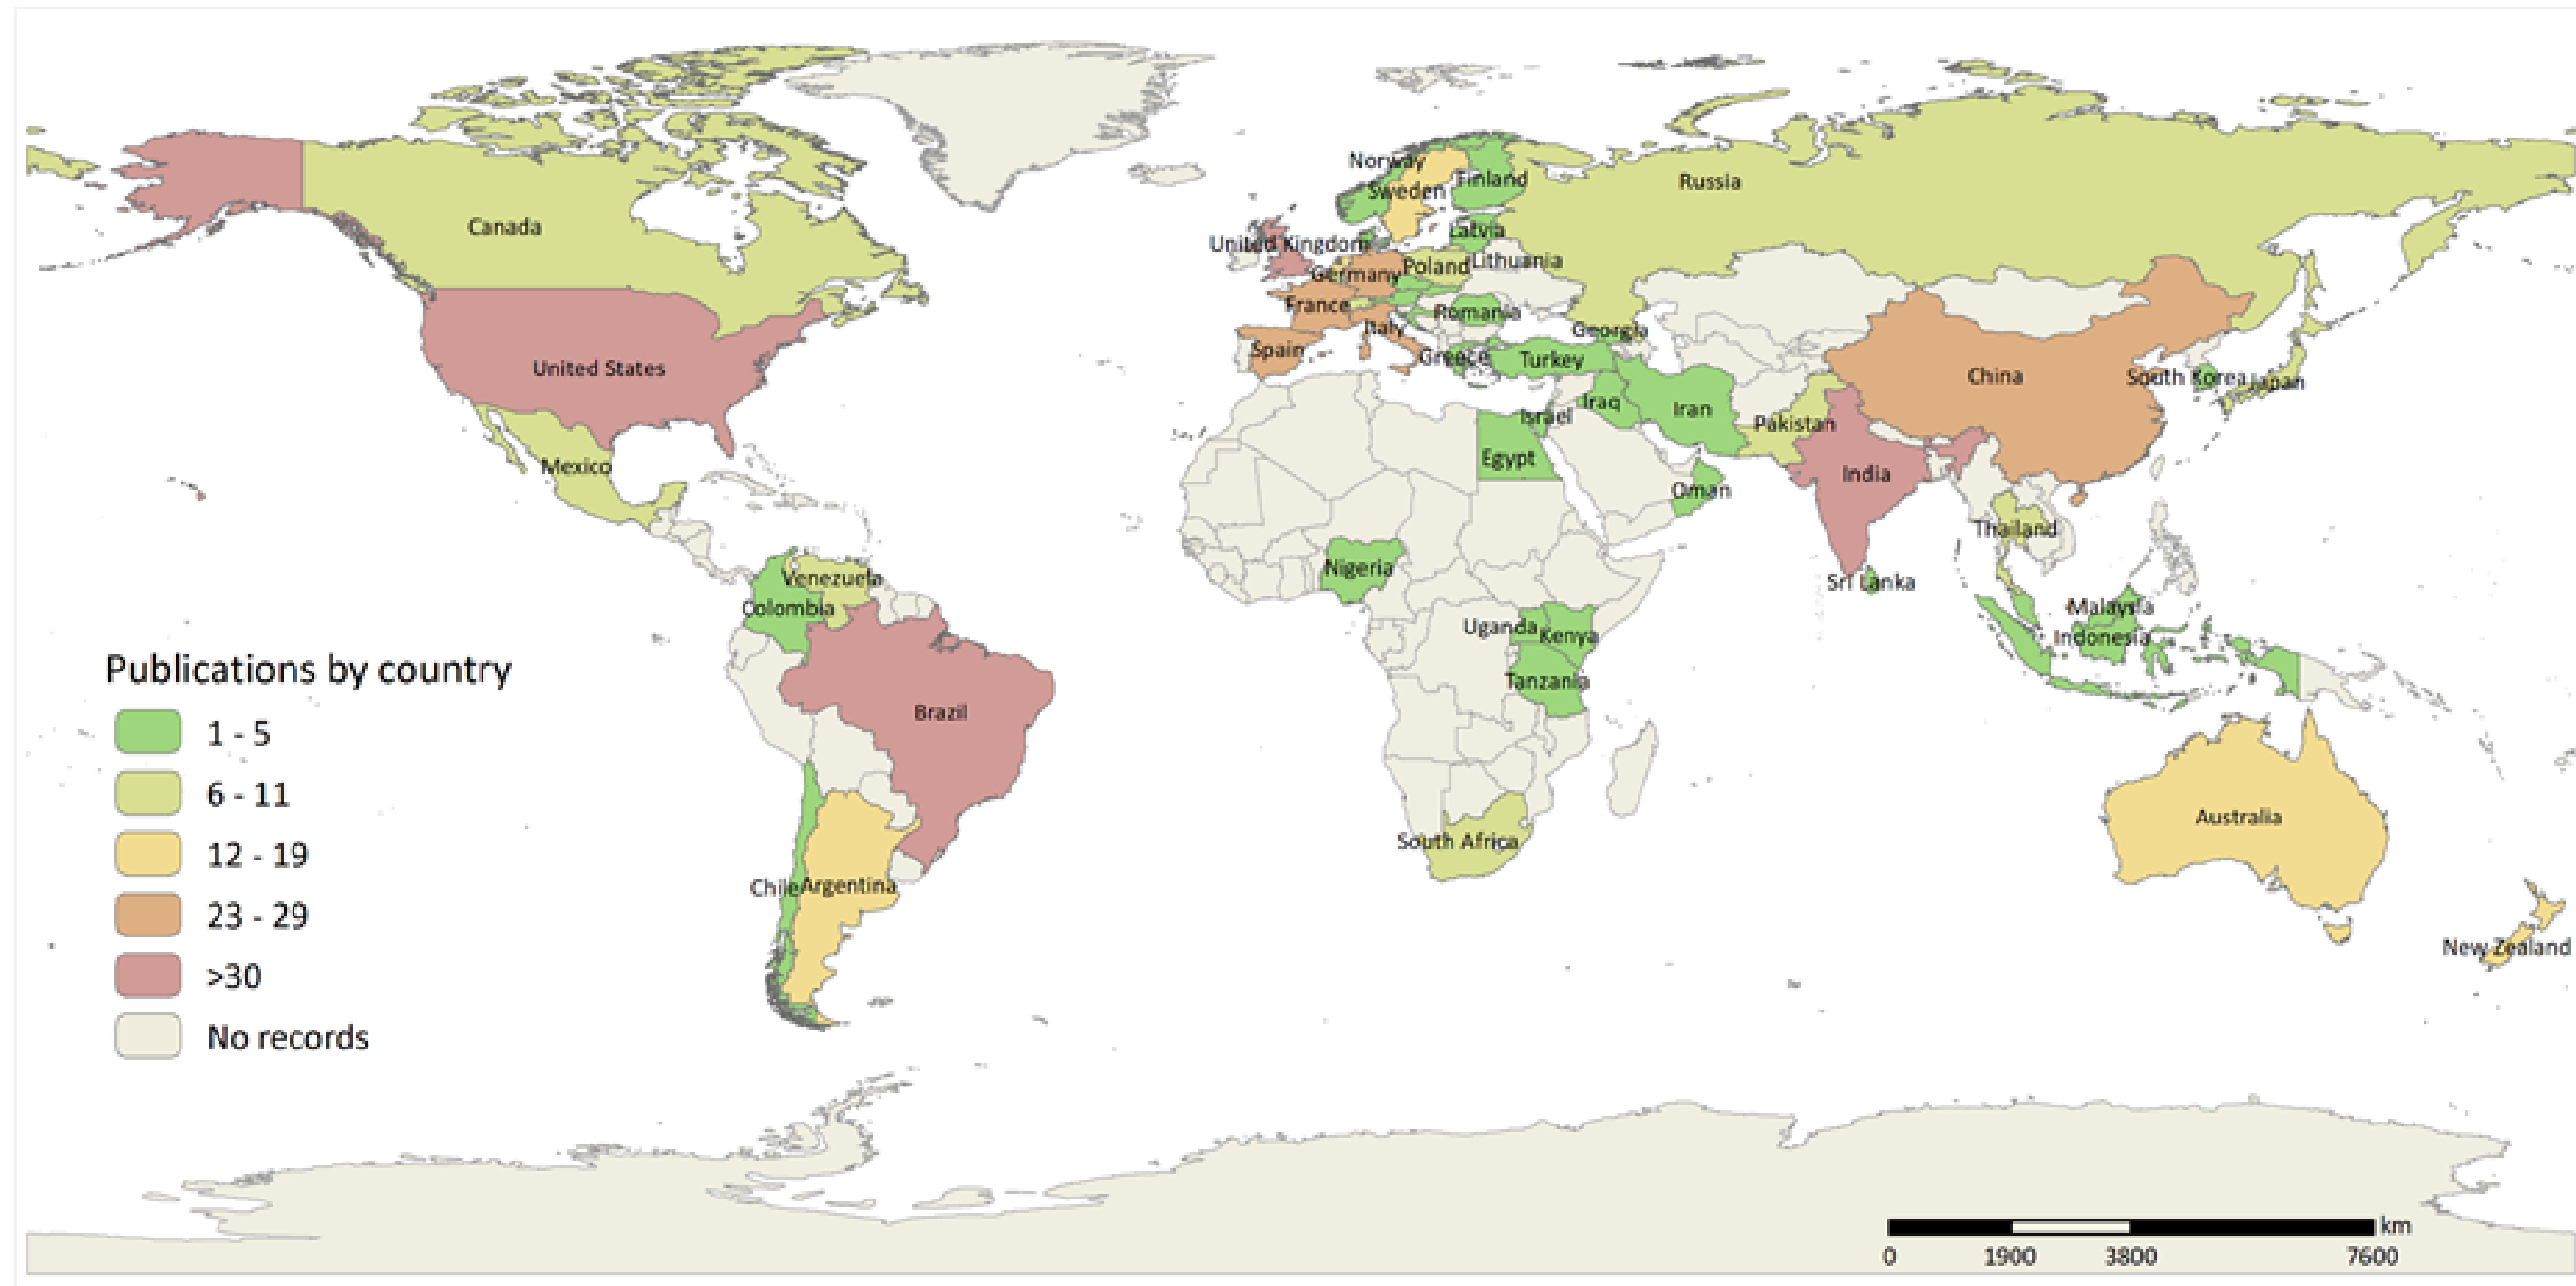 Norway
Sweden
Finland
Russia
Canada
Latvia
United Kingdom
Lithuania
Germany
Poland
France
Romania
Italy
Georgia
Spain
Greece
Turkey
United States
China
South Korea
Japan
Iraq
Iran
Israel
Pakistan
Mexico
Egypt
India
Oman
Thailand
Nigeria
Venezuela
Sri Lanka
Colombia
Malaysia
Uganda
Kenya
Indonesia
Tanzania
Brazil
Australia
South Africa
Chile
Argentina
New Zealand
Publications by country
1 - 5
6 - 11
12 - 19
23 - 29
>30
No records
km
0 1900 3800 7600